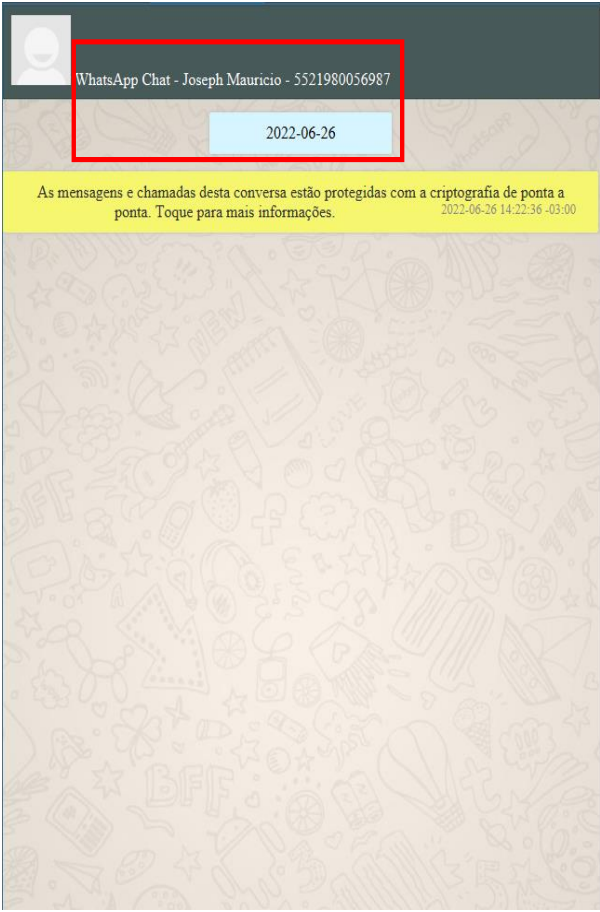 WhatsApp Chat - Joseph Mauricio - 5521980056987
2022-06-26
As mensagens e chamadas desta conversa estão protegidas com a criptografia de ponta a
ponta. Toque para mais informações.
2022-06-26 14:22:36 -03:00